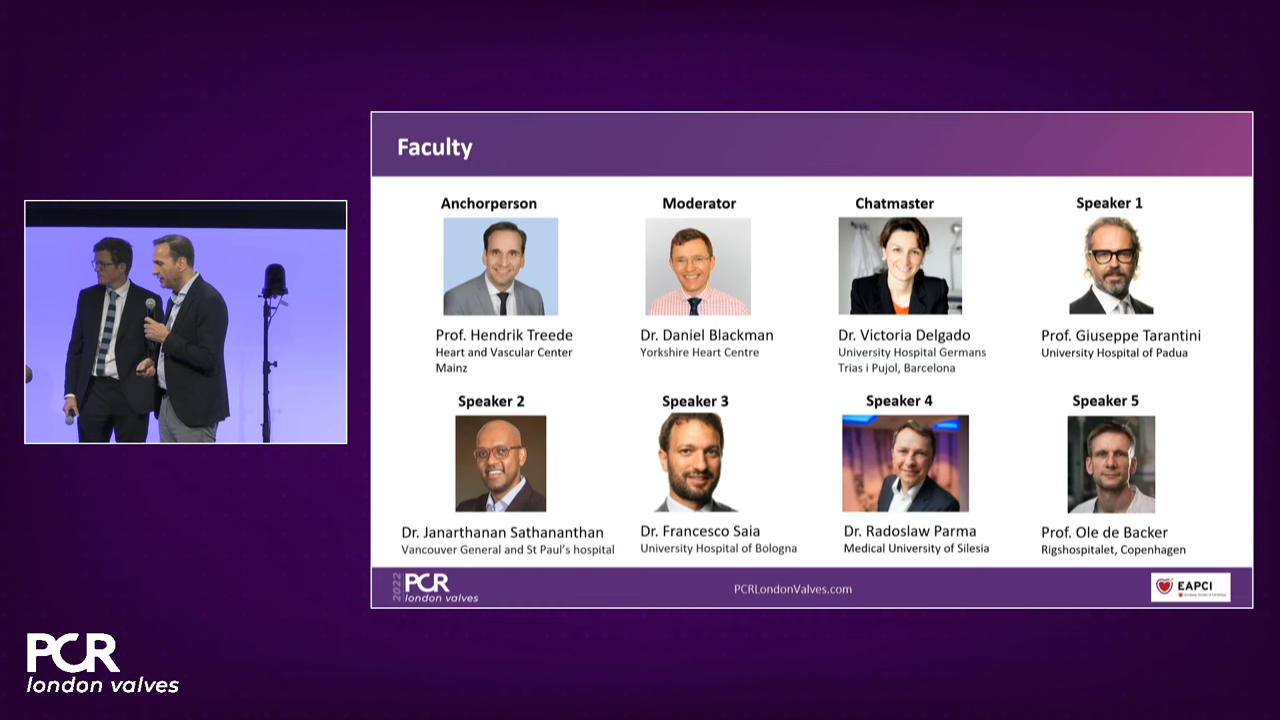 Faculty
Anchorperson
Moderator
Chatmaster
Speaker 1
Prof. Hendrik Treede
Heart and Vascular Center
Mainz
Dr. Daniel Blackman
Yorkshire Heart Centre
Dr. Victoria Delgado
University Hospital Germans
Trias i Pujol, Barcelona
Prof. Giuseppe Tarantini
University Hospital of Padua
Speaker 2
Speaker 3
Speaker 4
Speaker 5
Dr. Janarthanan Sathananthan
Vancouver General and St Paul's hospital
Dr. Francesco Saia
University Hospital of Bologna
Dr. Radoslaw Parma
Medical University of Silesia
Prof. Ole de Backer
Rigshospitalet, Copenhagen
2022
PCR
london valves
PCRLondonValves.com
EAPCI
PCR
london valves